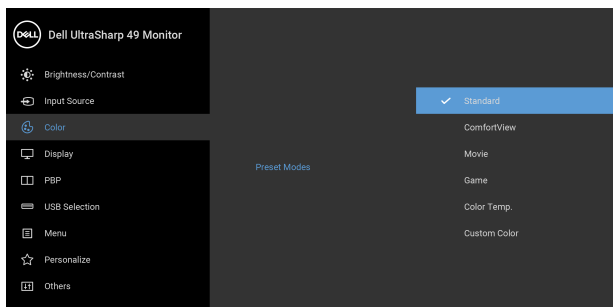 DELL Dell UltraSharp 49 Monitor
Brightness/Contrast
Input Source
Color
Display
PBP
USB Selection
Menu
Personalize
Others
Preset Modes
Standard
ComfortView
Movie
Game
Color Temp.
Custom Color